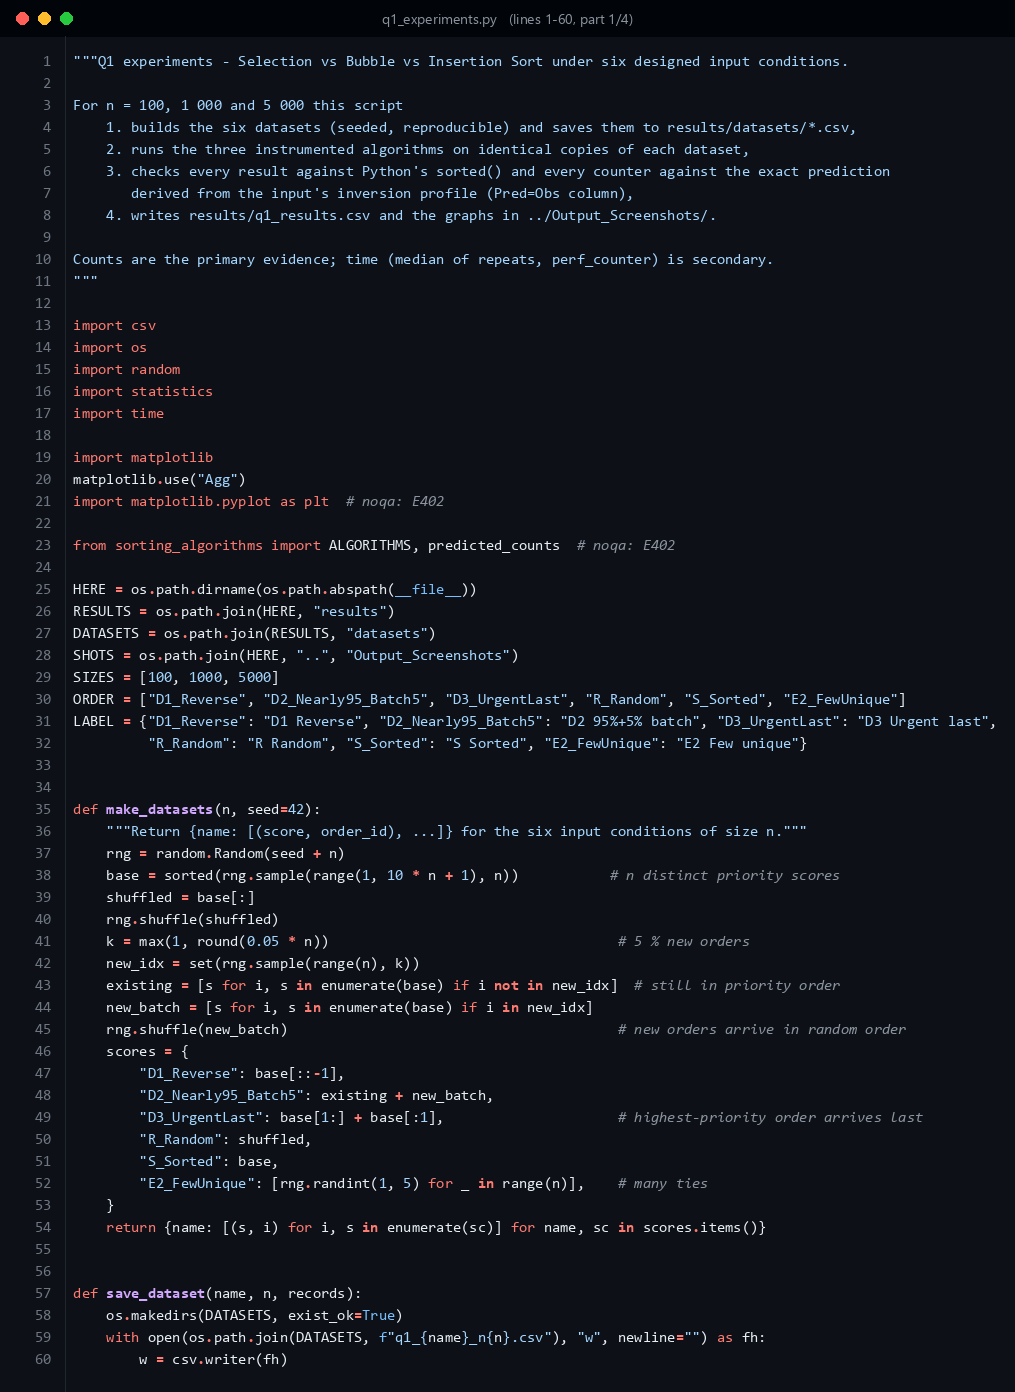 q1_experiments.py (lines 1-60, part 1/4)
1 """Q1 experiments - Selection vs Bubble vs Insertion Sort under six designed input conditions.
2
3 For n = 100, 1 000 and 5 000 this script
4     1. builds the six datasets (seeded, reproducible) and saves them to results/datasets/*.csv,
5     2. runs the three instrumented algorithms on identical copies of each dataset,
6     3. checks every result against Python's sorted() and every counter against the exact prediction
7        derived from the input's inversion profile (Pred=Obs column),
8     4. writes results/q1_results.csv and the graphs in ../Output_Screenshots/.
9
10 Counts are the primary evidence; time (median of repeats, perf_counter) is secondary.
11 """
12
13 import csv
14 import os
15 import random
16 import statistics
17 import time
18
19 import matplotlib
20 matplotlib.use("Agg")
21 import matplotlib.pyplot as plt  # noqa: E402
22
23 from sorting_algorithms import ALGORITHMS, predicted_counts  # noqa: E402
24
25 HERE = os.path.dirname(os.path.abspath(__file__))
26 RESULTS = os.path.join(HERE, "results")
27 DATASETS = os.path.join(RESULTS, "datasets")
28 SHOTS = os.path.join(HERE, "..", "Output_Screenshots")
29 SIZES = [100, 1000, 5000]
30 ORDER = ["D1_Reverse", "D2_Nearly95_Batch5", "D3_UrgentLast", "R_Random", "S_Sorted", "E2_FewUnique"]
31 LABEL = {"D1_Reverse": "D1 Reverse", "D2_Nearly95_Batch5": "D2 95%+5% batch", "D3_UrgentLast": "D3 Urgent last",
32          "R_Random": "R Random", "S_Sorted": "S Sorted", "E2_FewUnique": "E2 Few unique"}
33
34
35 def make_datasets(n, seed=42):
36     """Return {name: [(score, order_id), ...]} for the six input conditions of size n."""
37     rng = random.Random(seed + n)
38     base = sorted(rng.sample(range(1, 10 * n + 1), n))           # n distinct priority scores
39     shuffled = base[:]
40     rng.shuffle(shuffled)
41     k = max(1, round(0.05 * n))                                   # 5 % new orders
42     new_idx = set(rng.sample(range(n), k))
43     existing = [s for i, s in enumerate(base) if i not in new_idx]  # still in priority order
44     new_batch = [s for i, s in enumerate(base) if i in new_idx]
45     rng.shuffle(new_batch)                                        # new orders arrive in random order
46     scores = {
47         "D1_Reverse": base[::-1],
48         "D2_Nearly95_Batch5": existing + new_batch,
49         "D3_UrgentLast": base[1:] + base[:1],                     # highest-priority order arrives last
50         "R_Random": shuffled,
51         "S_Sorted": base,
52         "E2_FewUnique": [rng.randint(1, 5) for _ in range(n)],    # many ties
53     }
54     return {name: [(s, i) for i, s in enumerate(sc)] for name, sc in scores.items()}
55
56
57 def save_dataset(name, n, records):
58     os.makedirs(DATASETS, exist_ok=True)
59     with open(os.path.join(DATASETS, f"q1_{name}_n{n}.csv"), "w", newline="") as fh:
60         w = csv.writer(fh)